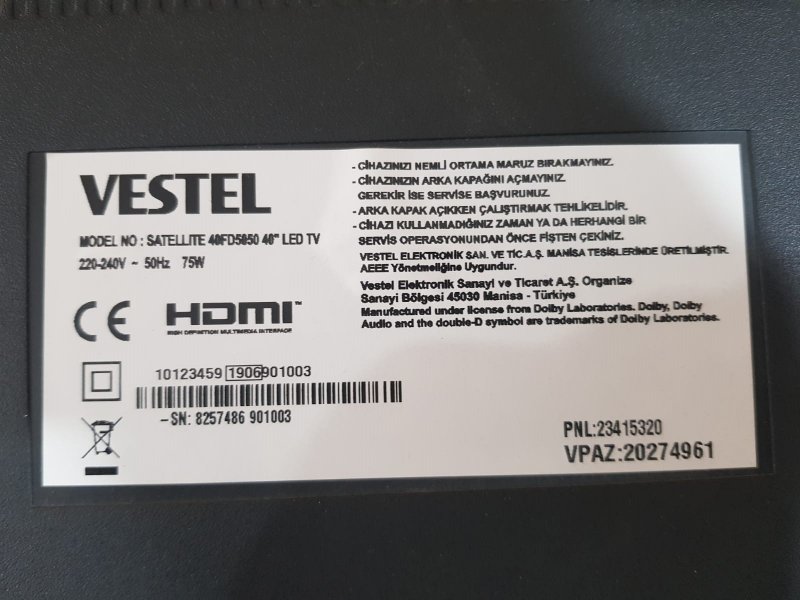 VESTEL
MODEL NO : SATELLITE 40FD5050 40" LED TV
220-240V ~ 50Hz 75W
CE HDMI™
HIGH DEFINITION MULTIMEDIA INTERFACE
10123459 1906901003
-SN: 8257486 901003
- CİHAZINIZI NEMLİ ORTAMA MARUZ BIRAKMAYINIZ.
- CİHAZINIZIN ARKA KAPAĞINI AÇMAYINIZ.
GEREKİR İSE SERVİSE BAŞVURUNUZ.
- ARKA KAPAK AÇIKKEN ÇALIŞTIRMAK TEHLİKELİDİR.
- CİHAZI KULLANMADIĞINIZ ZAMAN YA DA HERHANGİ BİR
SERVİS OPERASYONUNDAN ÖNCE FİŞTEN ÇEKİNİZ.
VESTEL ELEKTRONİK SAN. VE TİC.A.Ş. MANİSA TESİSLERİNDE ÜRETİLMİŞTİR.
AEEE Yönetmeliğine Uygundur.
Vestel Elektronik Sanayi ve Ticaret A.Ş. Organize
Sanayi Bölgesi 45030 Manisa - Türkiye
Manufactured under license from Dolby Laboratories. Dolby, Dolby
Audio and the double-D symbol are trademarks of Dolby Laboratories.
PNL:23415320
VPAZ:20274961